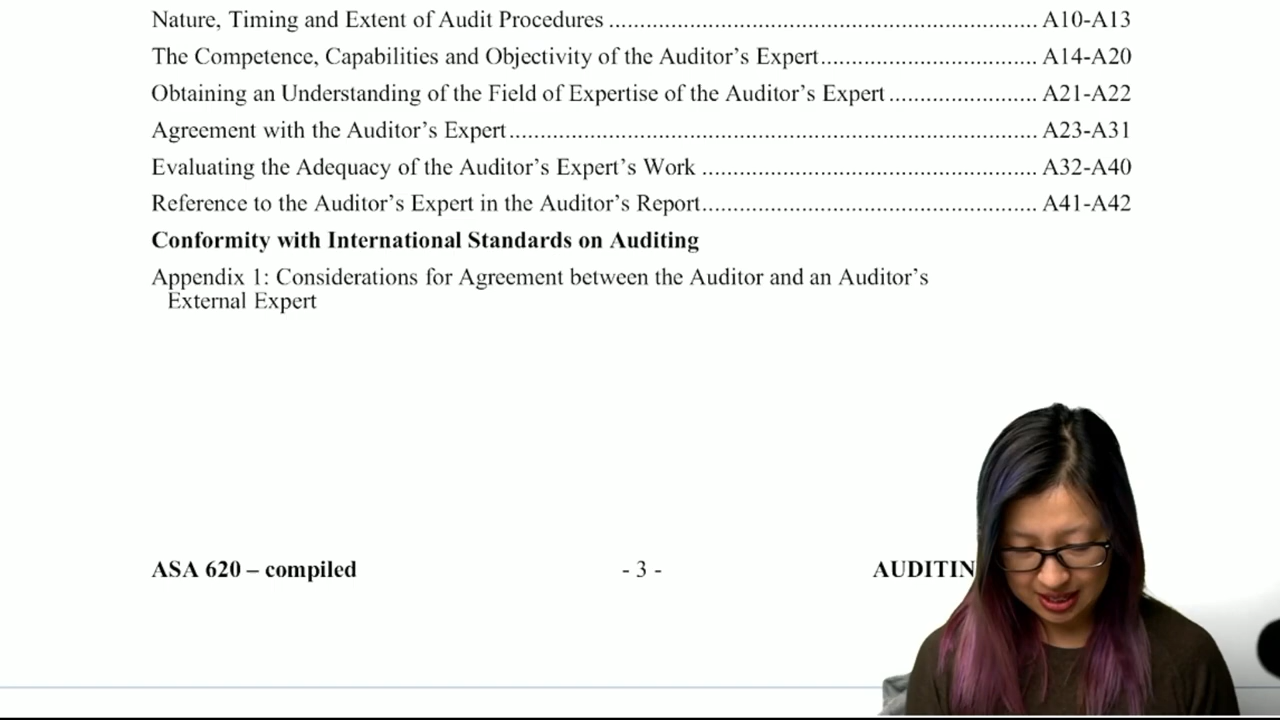 Nature, Timing and Extent of Audit Procedures ................................................................. A10-A13
The Competence, Capabilities and Objectivity of the Auditor’s Expert................................. A14-A20
Obtaining an Understanding of the Field of Expertise of the Auditor’s Expert....................... A21-A22
Agreement with the Auditor’s Expert................................................................................ A23-A31
Evaluating the Adequacy of the Auditor’s Expert’s Work .................................................. A32-A40
Reference to the Auditor’s Expert in the Auditor’s Report.................................................. A41-A42
Conformity with International Standards on Auditing
Appendix 1: Considerations for Agreement between the Auditor and an Auditor’s
External Expert
ASA 620 – compiled - 3 - AUDITIN